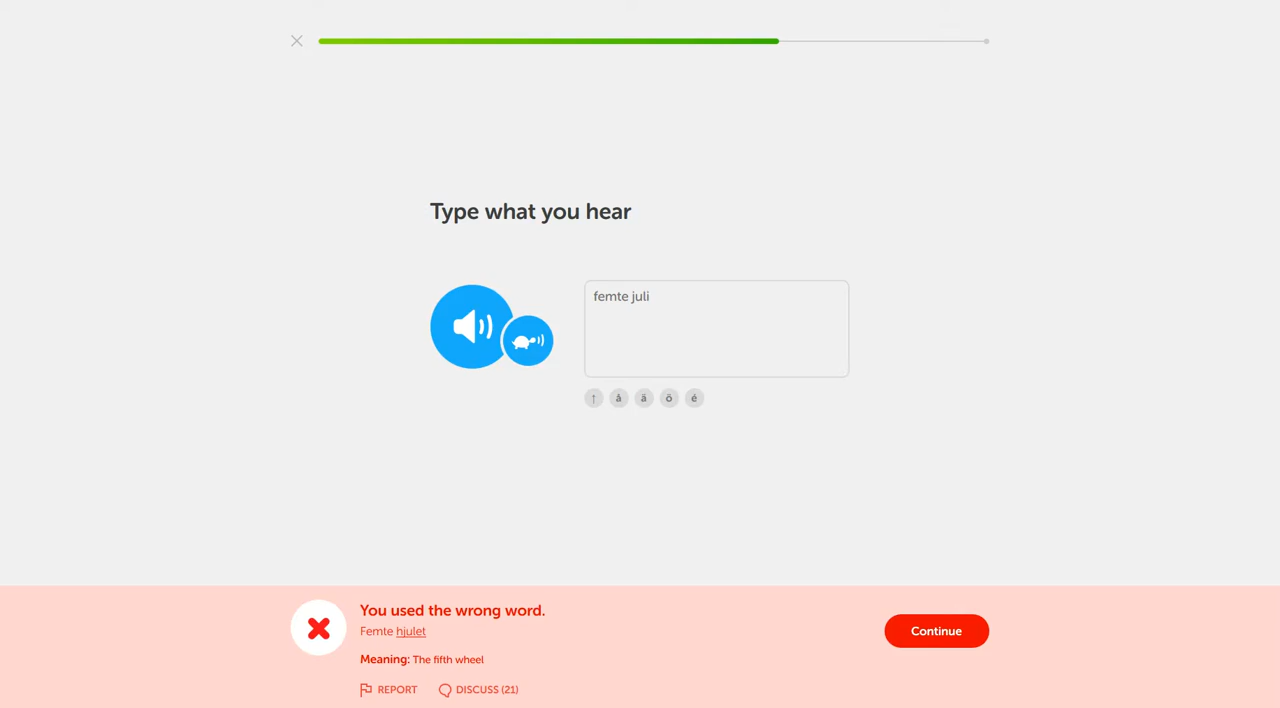 Type what you hear
femte juli
↑ å ä ö é
You used the wrong word.
Femte hjulet
Meaning: The fifth wheel
Continue
REPORT DISCUSS (21)